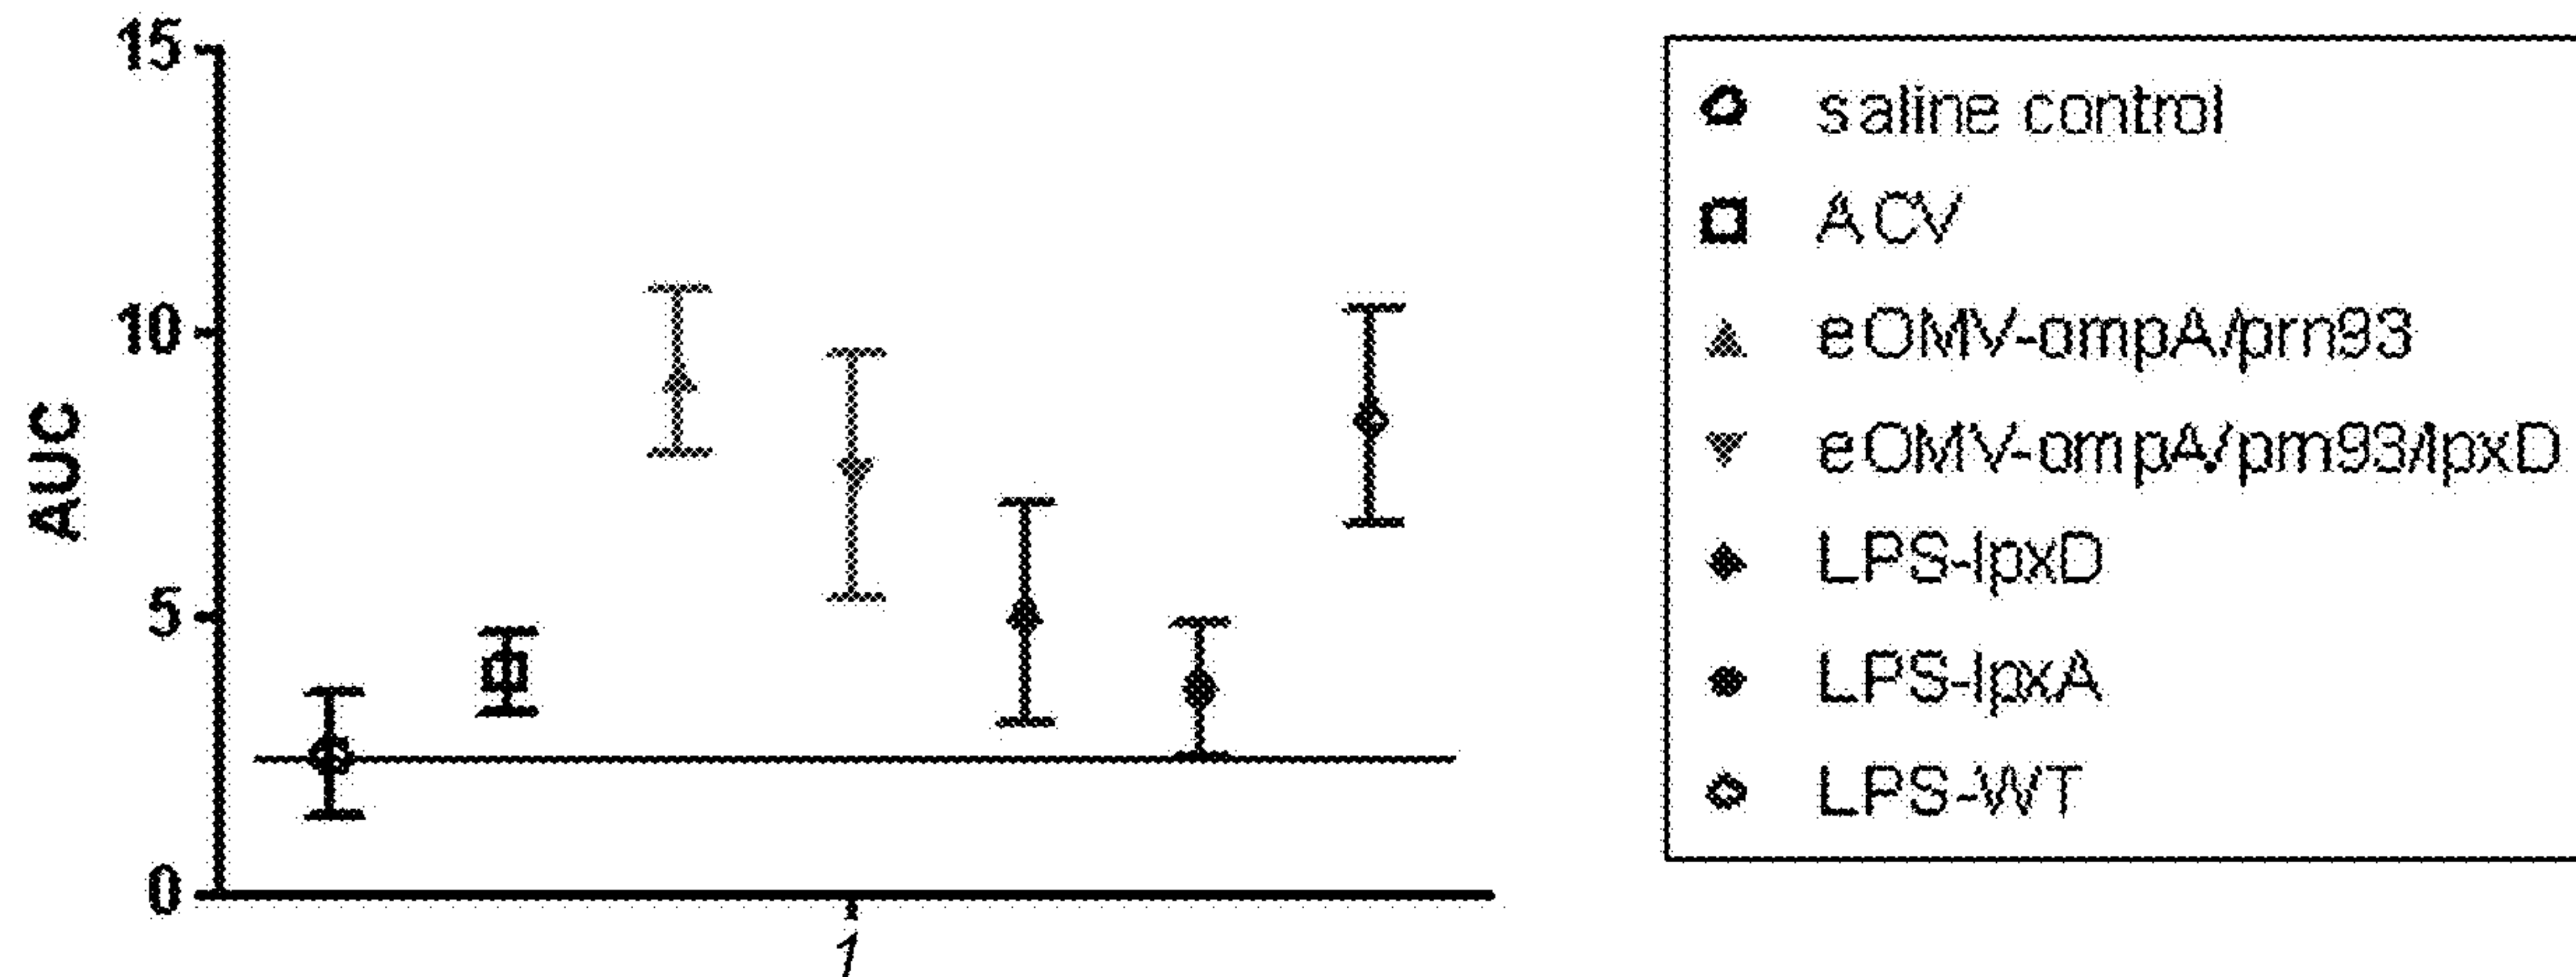 15
10
5
0
AUC
1
saline control
ACV
eOMV-ompA/prn93
eOMV-ompA/prn93/lpxD
LPS-lpxD
LPS-lpxA
LPS-WT